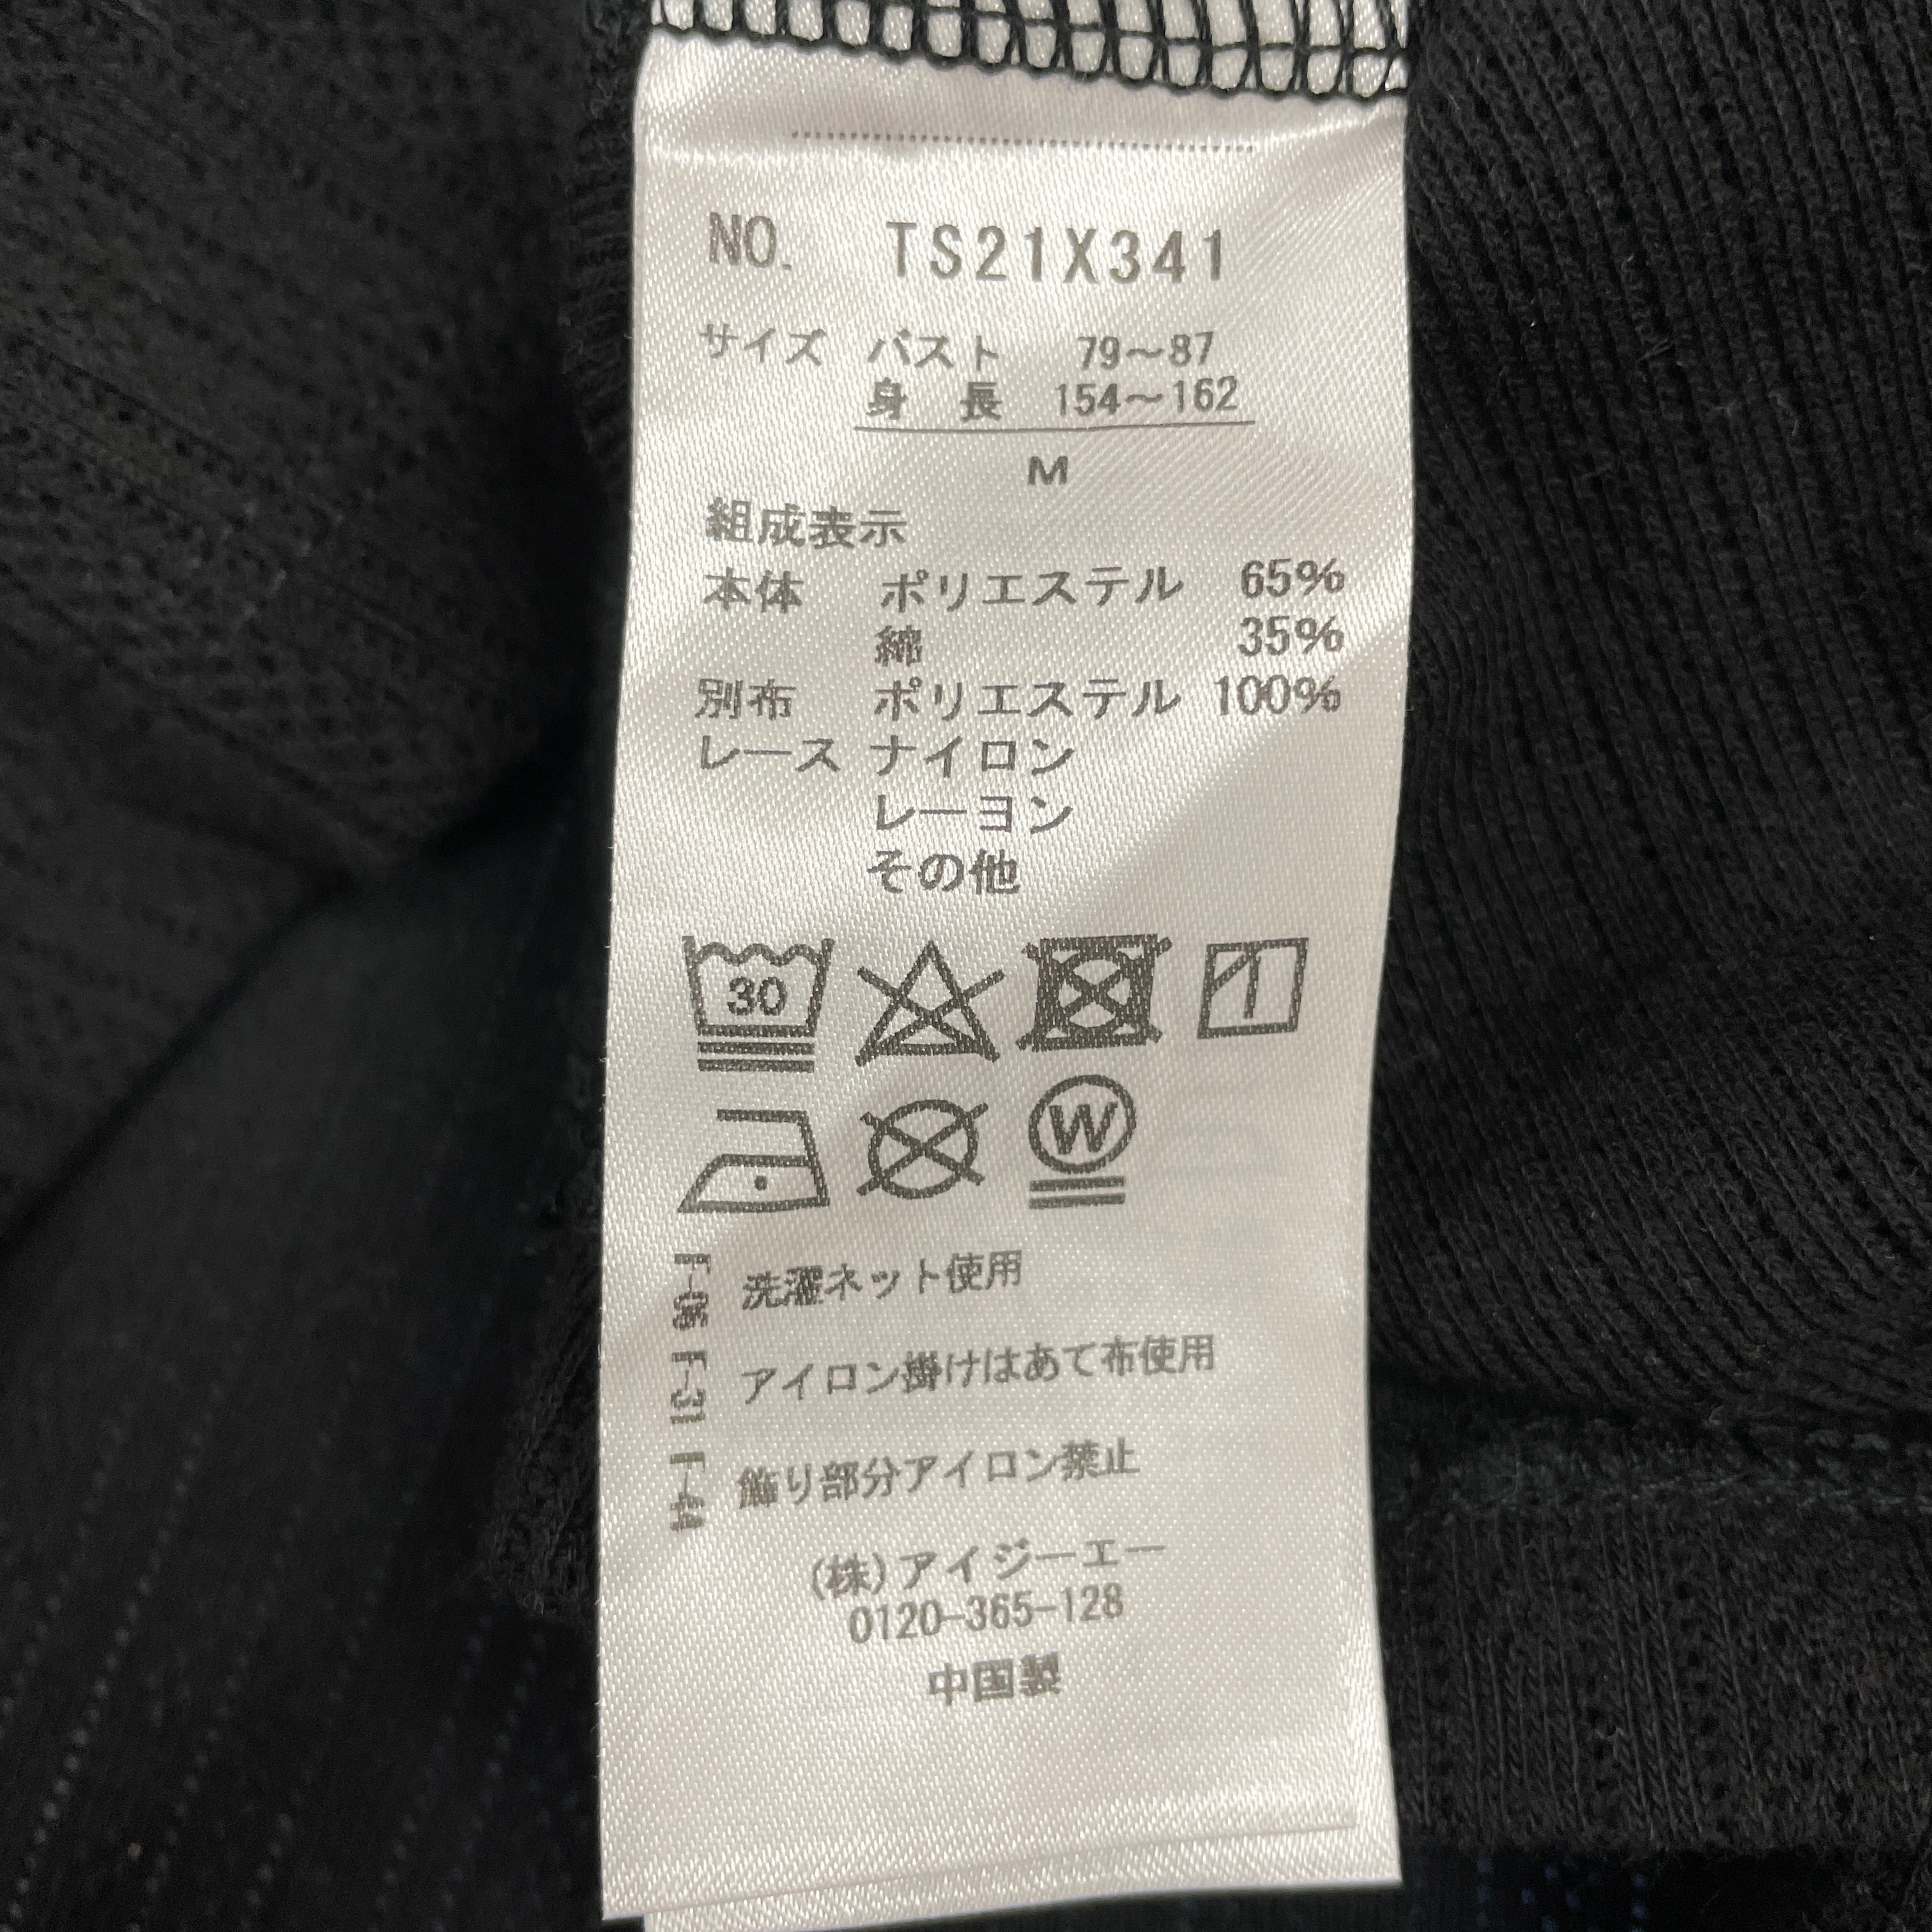 NO. TS21X341
サイズ バスト 79~87
身 長 154~162
M
組成表示
本体 ポリエステル 65%
綿 35%
別布 ポリエステル 100%
レース ナイロン
レーヨン
その他
30
W
F-06 洗濯ネット使用
F-31 アイロン掛けはあて布使用
F-44 飾り部分アイロン禁止
(株)アイジーエー
0120-365-128
中国製